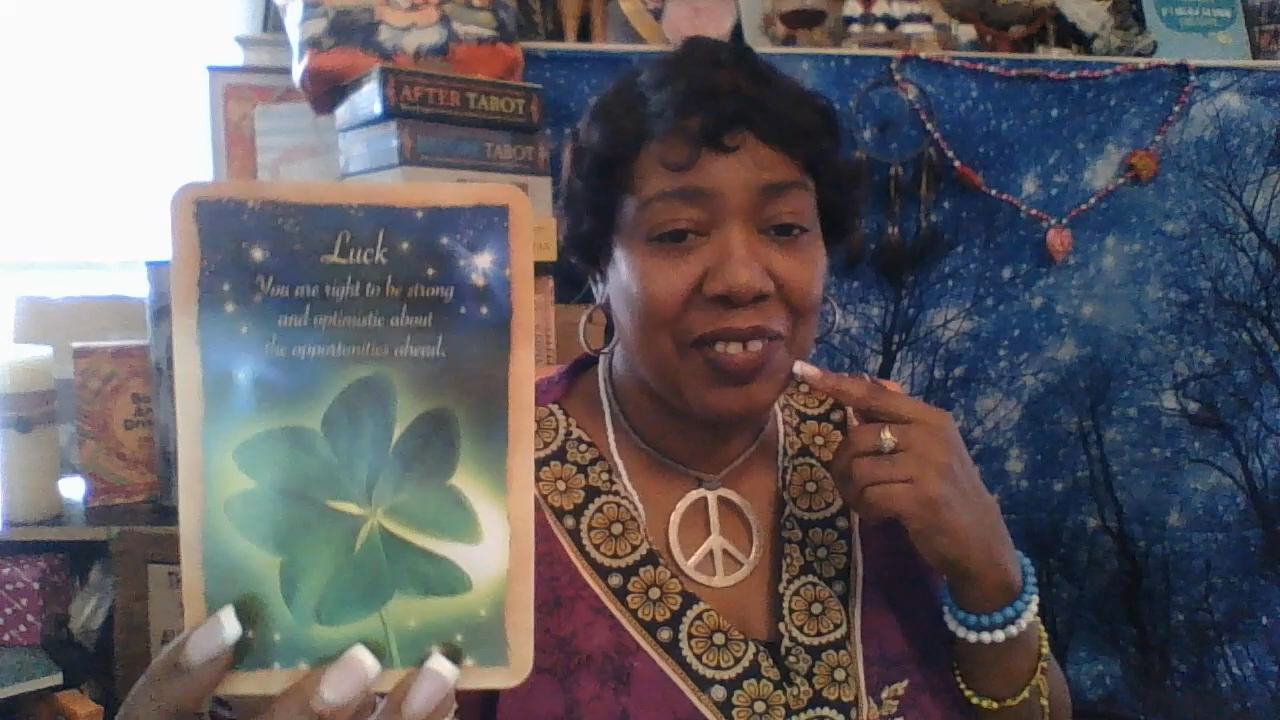 AFTER TAROT
TAROT
Luck
You are right to be strong
and optimistic about
the opportunities ahead.